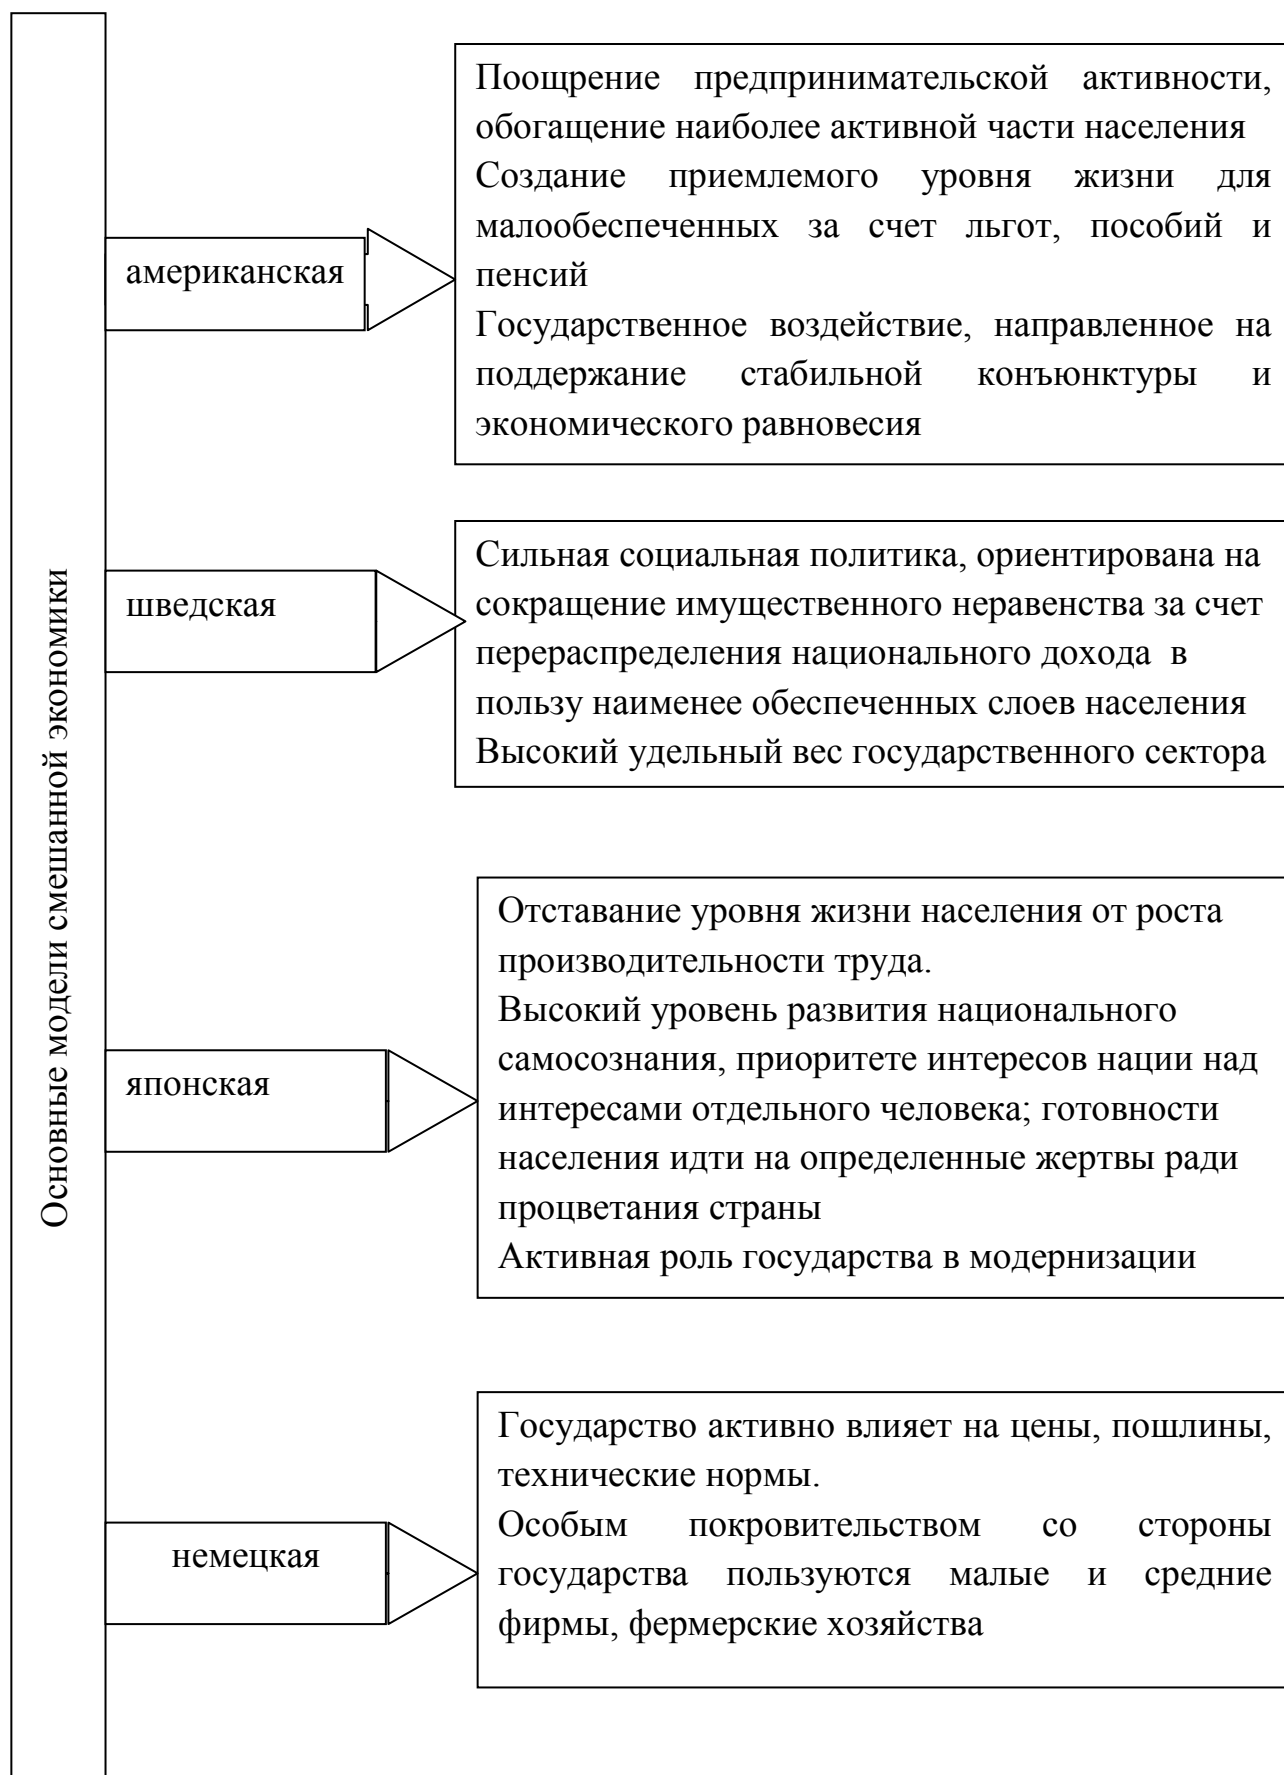 Основные модели смешанной экономики
американская
Поощрение предпринимательской активности,
обогащение наиболее активной части населения
Создание приемлемого уровня жизни для
малообеспеченных за счет льгот, пособий и
пенсий
Государственное воздействие, направленное на
поддержание стабильной конъюнктуры и
экономического равновесия
шведская
Сильная социальная политика, ориентирована на
сокращение имущественного неравенства за счет
перераспределения национального дохода в
пользу наименее обеспеченных слоев населения
Высокий удельный вес государственного сектора
японская
Отставание уровня жизни населения от роста
производительности труда.
Высокий уровень развития национального
самосознания, приоритете интересов нации над
интересами отдельного человека; готовности
населения идти на определенные жертвы ради
процветания страны
Активная роль государства в модернизации
немецкая
Государство активно влияет на цены, пошлины,
технические нормы.
Особым покровительством со стороны
государства пользуются малые и средние
фирмы, фермерские хозяйства